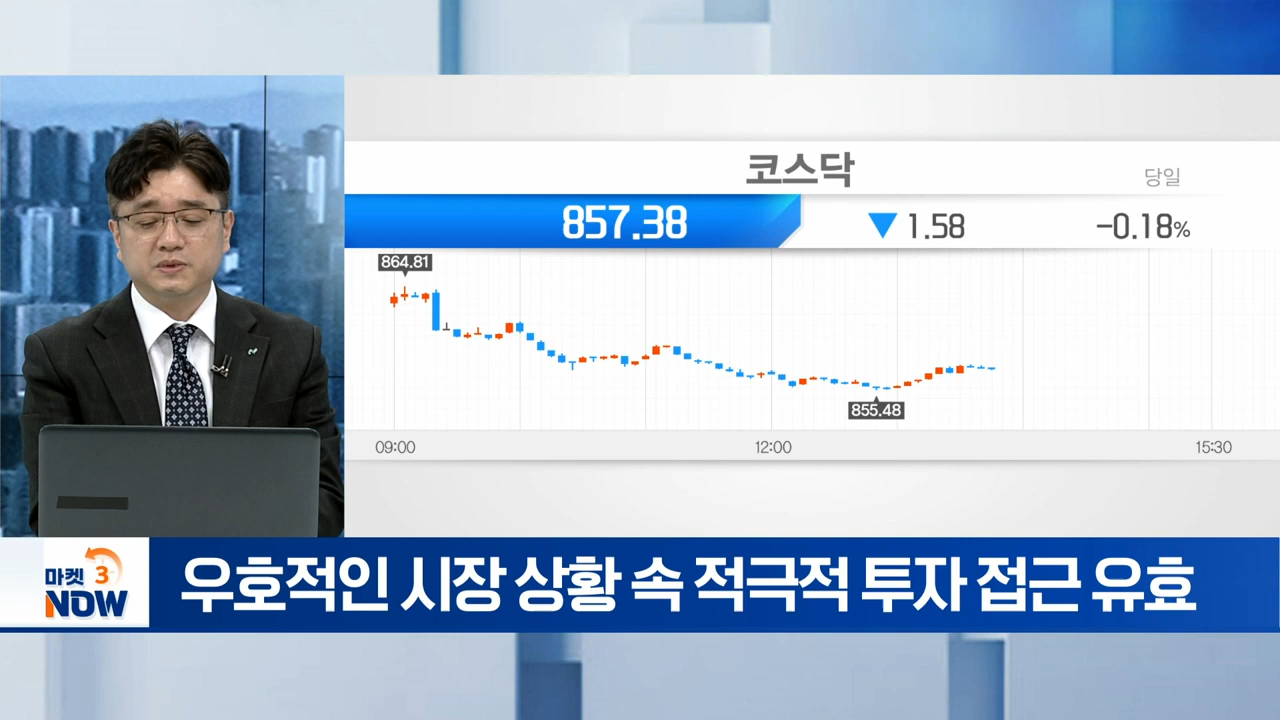 코스닥
당일
857.38
▼ 1.58
-0.18%
864.81
855.48
09:00
12:00
15:30
마켓 3
NOW
우호적인 시장 상황 속 적극적 투자 접근 유효